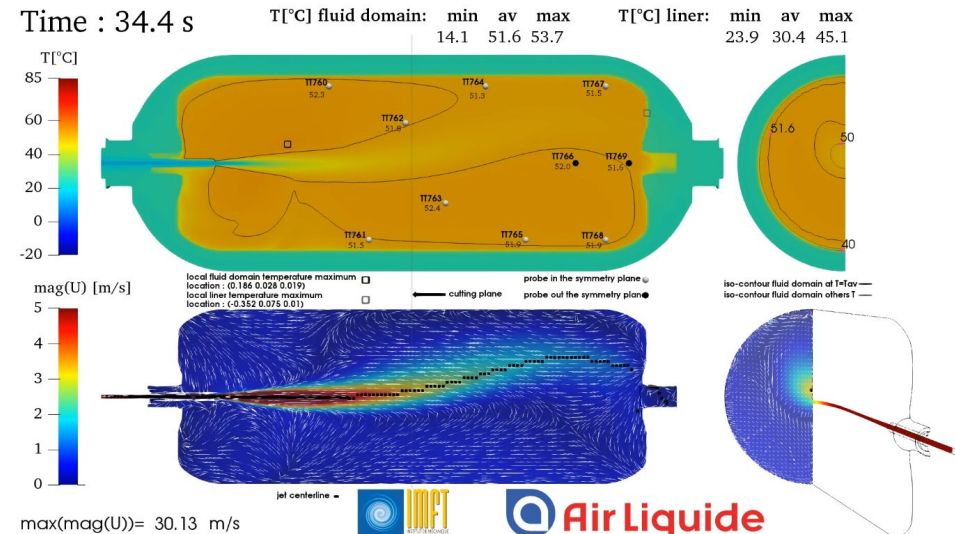 Time : 34.4 s
T[°C] fluid domain: min av max
14.1 51.6 53.7
T[°C] liner: min av max
23.9 30.4 45.1
T[°C]
85
60
40
20
0
-20
TT760
52.3
TT764
51.3
TT767
51.5
TT762
51.8
TT766
52.0
TT769
51.6
TT763
52.4
TT761
51.5
TT765
51.9
TT768
51.9
51.6
50
40
local fluid domain temperature maximum
location : (0.186 0.028 0.019)
local liner temperature maximum
location : (-0.352 0.075 0.01)
cutting plane
probe in the symmetry plane
probe out the symmetry plane
iso-contour fluid domain at T=Tav
iso-contour fluid domain others T
mag(U) [m/s]
5
4
3
2
1
0
jet centerline
max(mag(U))= 30.13 m/s
IMFT
Air Liquide